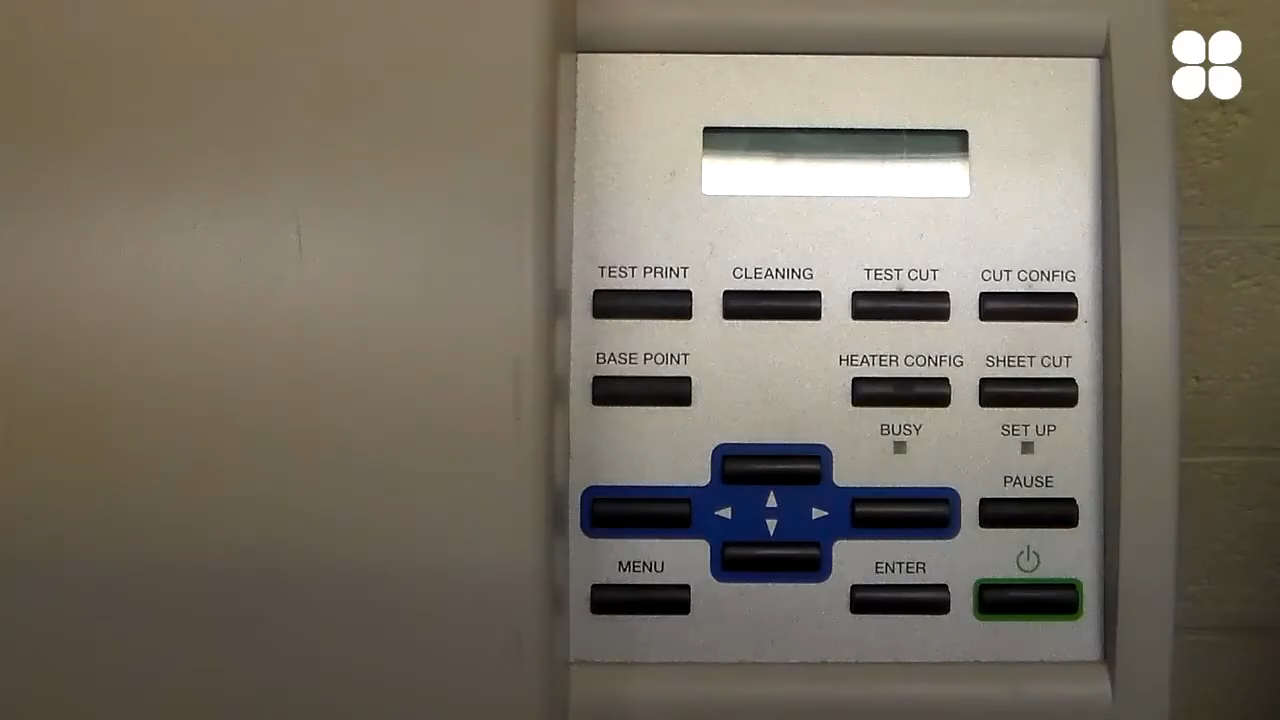 TEST PRINT CLEANING TEST CUT CUT CONFIG
BASE POINT HEATER CONFIG SHEET CUT
BUSY SET UP
PAUSE
MENU ENTER